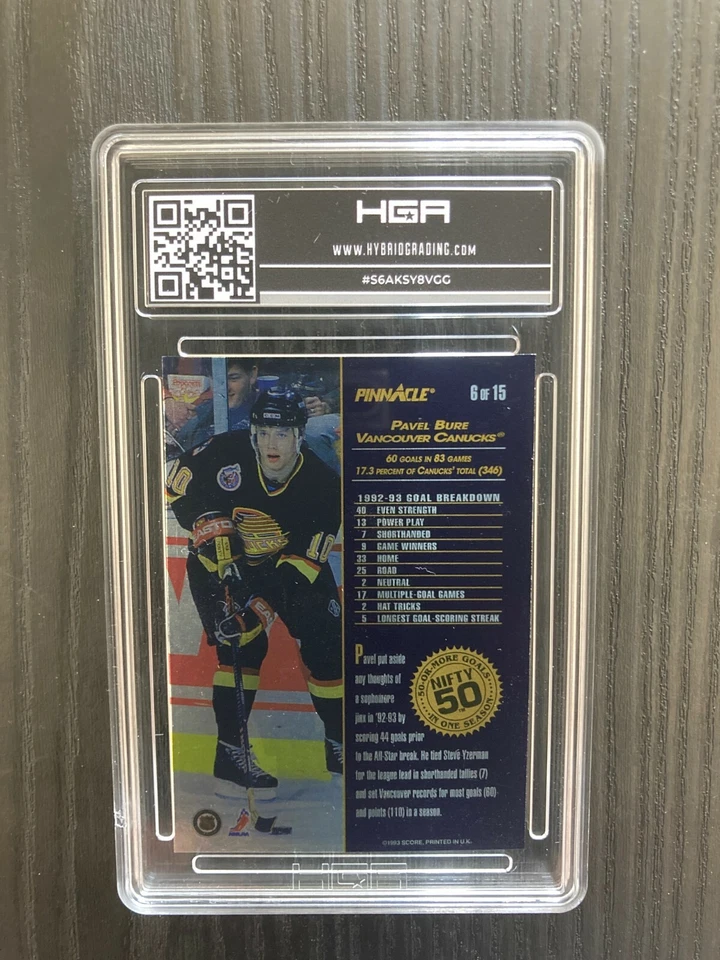 HGA
WWW.HYBRIDGRADING.COM
#S6AKSY8VGG
PINNACLE® 6 OF 15
PAVEL BURE
VANCOUVER CANUCKS®
60 GOALS IN 83 GAMES
17.3 PERCENT OF CANUCKS' TOTAL (346)
1992-93 GOAL BREAKDOWN
40 EVEN STRENGTH
13 POWER PLAY
7 SHORTHANDED
9 GAME WINNERS
33 HOME
25 ROAD
2 NEUTRAL
17 MULTIPLE-GOAL GAMES
2 HAT TRICKS
5 LONGEST GOAL-SCORING STREAK
Pavel put aside
any thoughts of
a sophomore
jinx in '92-93 by
scoring 44 goals prior
to the All-Star break. He tied Steve Yzerman
for the league lead in shorthanded tallies (7)
and set Vancouver records for most goals (60)
and points (110) in a season.
50-OR-MORE GOALS
NIFTY
50
IN ONE SEASON
©1993 SCORE, PRINTED IN U.K.
10
10
HGA